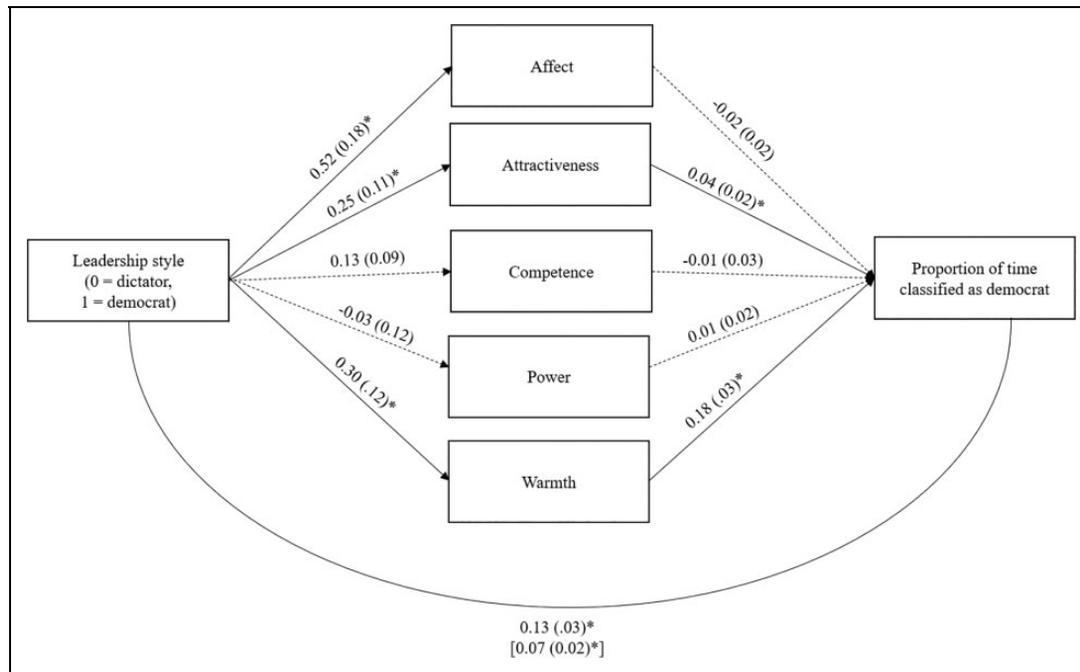 Affect
0.52 (0.18)*
-0.02 (0.02)
Attractiveness
0.25 (0.11)*
0.04 (0.02)*
Leadership style
(0 = dictator,
1 = democrat)
0.13 (0.09)
Competence
-0.01 (0.03)
Proportion of time
classified as democrat
-0.03 (0.12)
Power
0.01 (0.02)
0.30 (.12)*
Warmth
0.18 (.03)*
0.13 (.03)*
[0.07 (0.02)*]